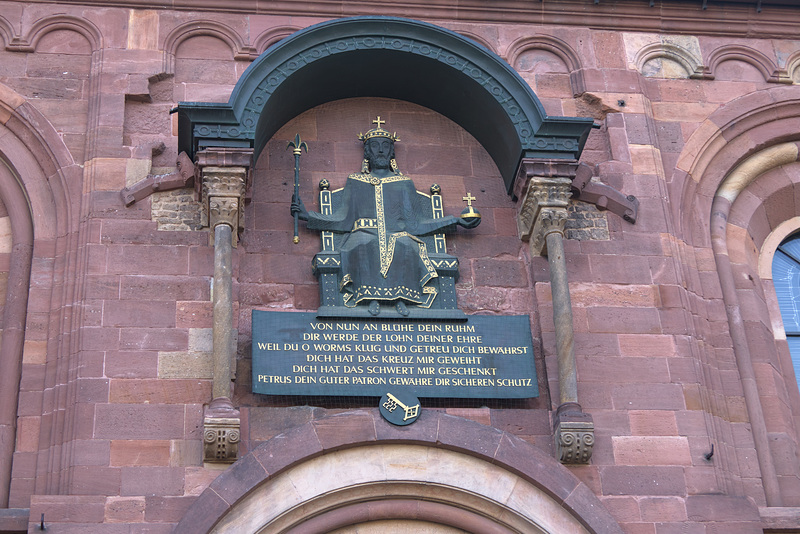 VON NUN AN BLÜHE DEIN RUHM
DIR WERDE DER LOHN DEINER EHRE
WEIL DU O WORMS KLUG UND GETREU DICH BEWÄHRST
DICH HAT DAS KREUZ MIR GEWEIHT
DICH HAT DAS SCHWERT MIR GESCHENKT
PETRUS DEIN GUTER PATRON GEWÄHRE DIR SICHEREN SCHUTZ